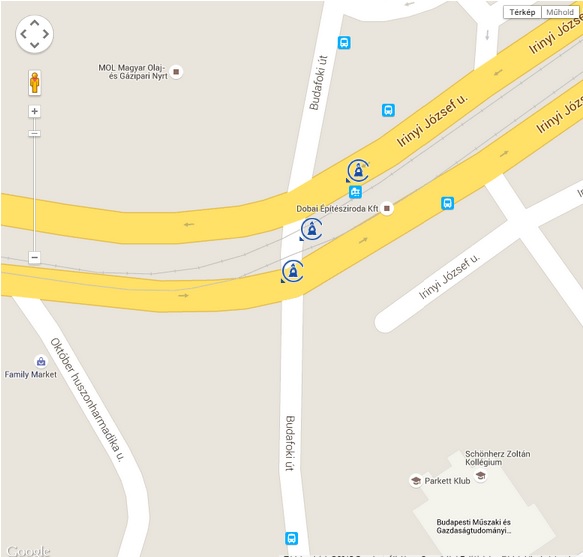 Térkép
Műhold
Irinyi József u.
MOL Magyar Olaj-
és Gázipari Nyrt
Budafoki út
Irinyi József u.
Irinyi Józs
Dobai Építésziroda Kft
Irinyi József u.
Október huszonharmadika u.
Family Market
Budafoki út
Schönherz Zoltán
Kollégium
Parkett Klub
Budapesti Műszaki és
Gazdaságtudományi...
Google